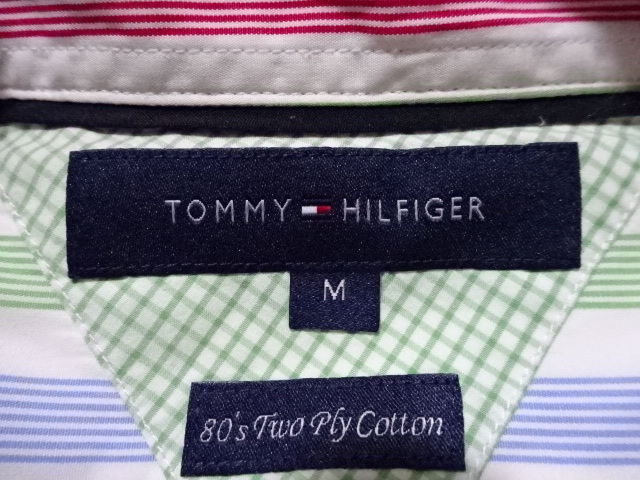 TOMMY HILFIGER
M
80's Two Ply Cotton